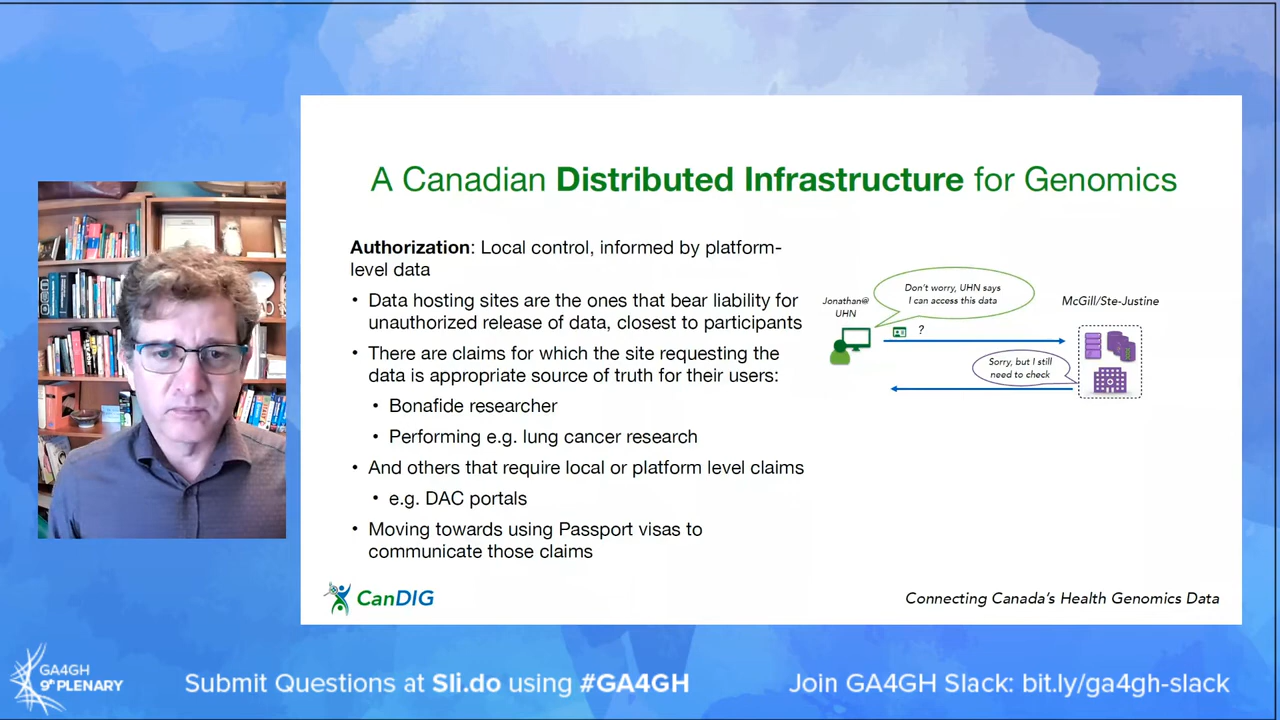 A Canadian Distributed Infrastructure for Genomics
Authorization: Local control, informed by platform-
level data
• Data hosting sites are the ones that bear liability for
unauthorized release of data, closest to participants
• There are claims for which the site requesting the
data is appropriate source of truth for their users:
• Bonafide researcher
• Performing e.g. lung cancer research
• And others that require local or platform level claims
• e.g. DAC portals
• Moving towards using Passport visas to
communicate those claims
Jonathan@
UHN
Don't worry, UHN says
I can access this data
?
McGill/Ste-Justine
Sorry, but I still
need to check
CanDIG
Connecting Canada's Health Genomics Data
GA4GH
9th PLENARY
Submit Questions at Sli.do using #GA4GH
Join GA4GH Slack: bit.ly/ga4gh-slack